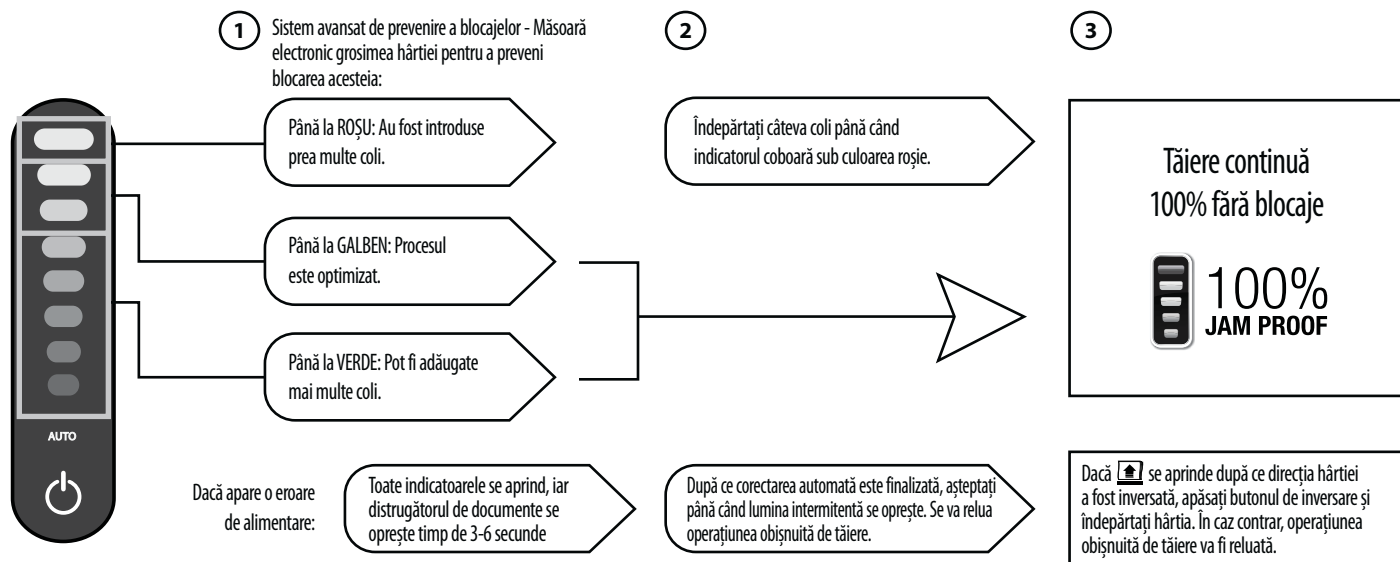 1
Sistem avansat de prevenire a blocajelor - Măsoară
electronic grosimea hârtiei pentru a preveni
blocarea acesteia:
2
3
Până la ROȘU: Au fost introduse
prea multe coli.
Îndepărtați câteva coli până când
indicatorul coboară sub culoarea roșie.
Până la GALBEN: Procesul
este optimizat.
Până la VERDE: Pot fi adăugate
mai multe coli.
Tăiere continuă
100% fără blocaje
100%
JAM PROOF
AUTO
Dacă apare o eroare
de alimentare:
Toate indicatoarele se aprind, iar
distrugătorul de documente se
oprește timp de 3-6 secunde
După ce corectarea automată este finalizată, așteptați
până când lumina intermitentă se oprește. Se va relua
operațiunea obișnuită de tăiere.
Dacă se aprinde după ce direcția hârtiei
a fost inversată, apăsați butonul de inversare și
îndepărtați hârtia. În caz contrar, operațiunea
obișnuită de tăiere va fi reluată.